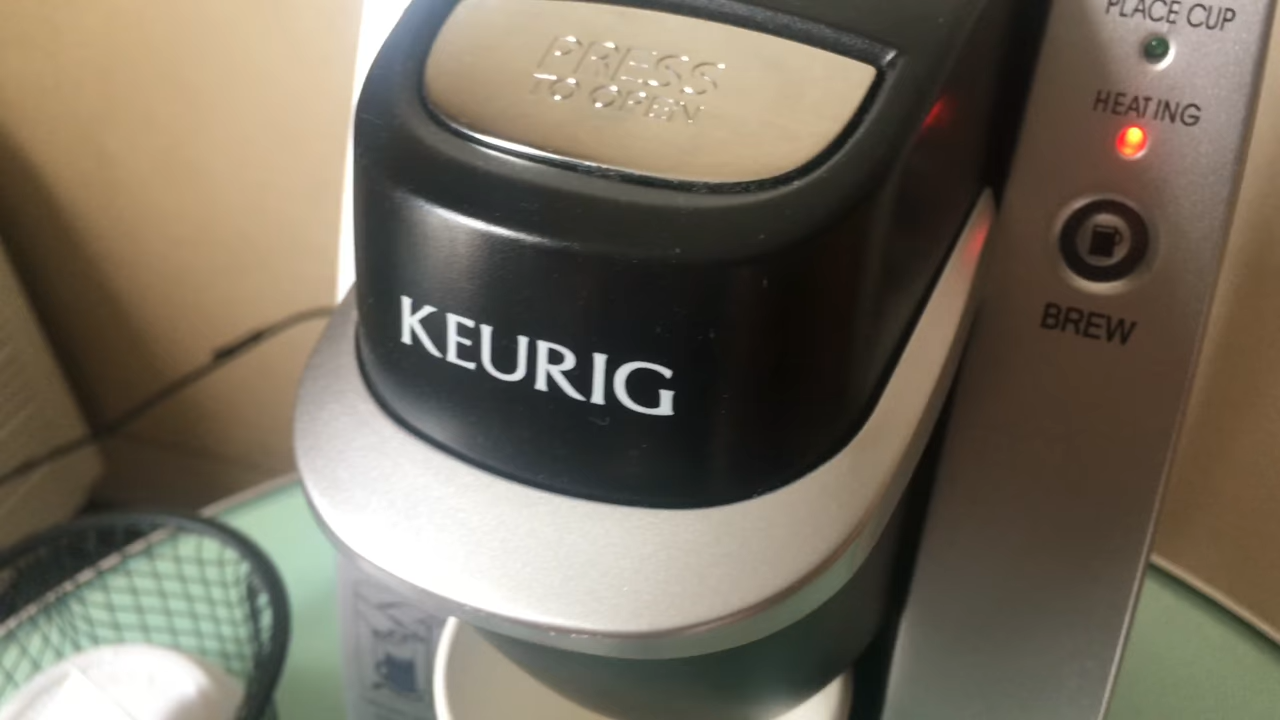 PRESS
TO OPEN
KEURIG
PLACE CUP
HEATING
BREW